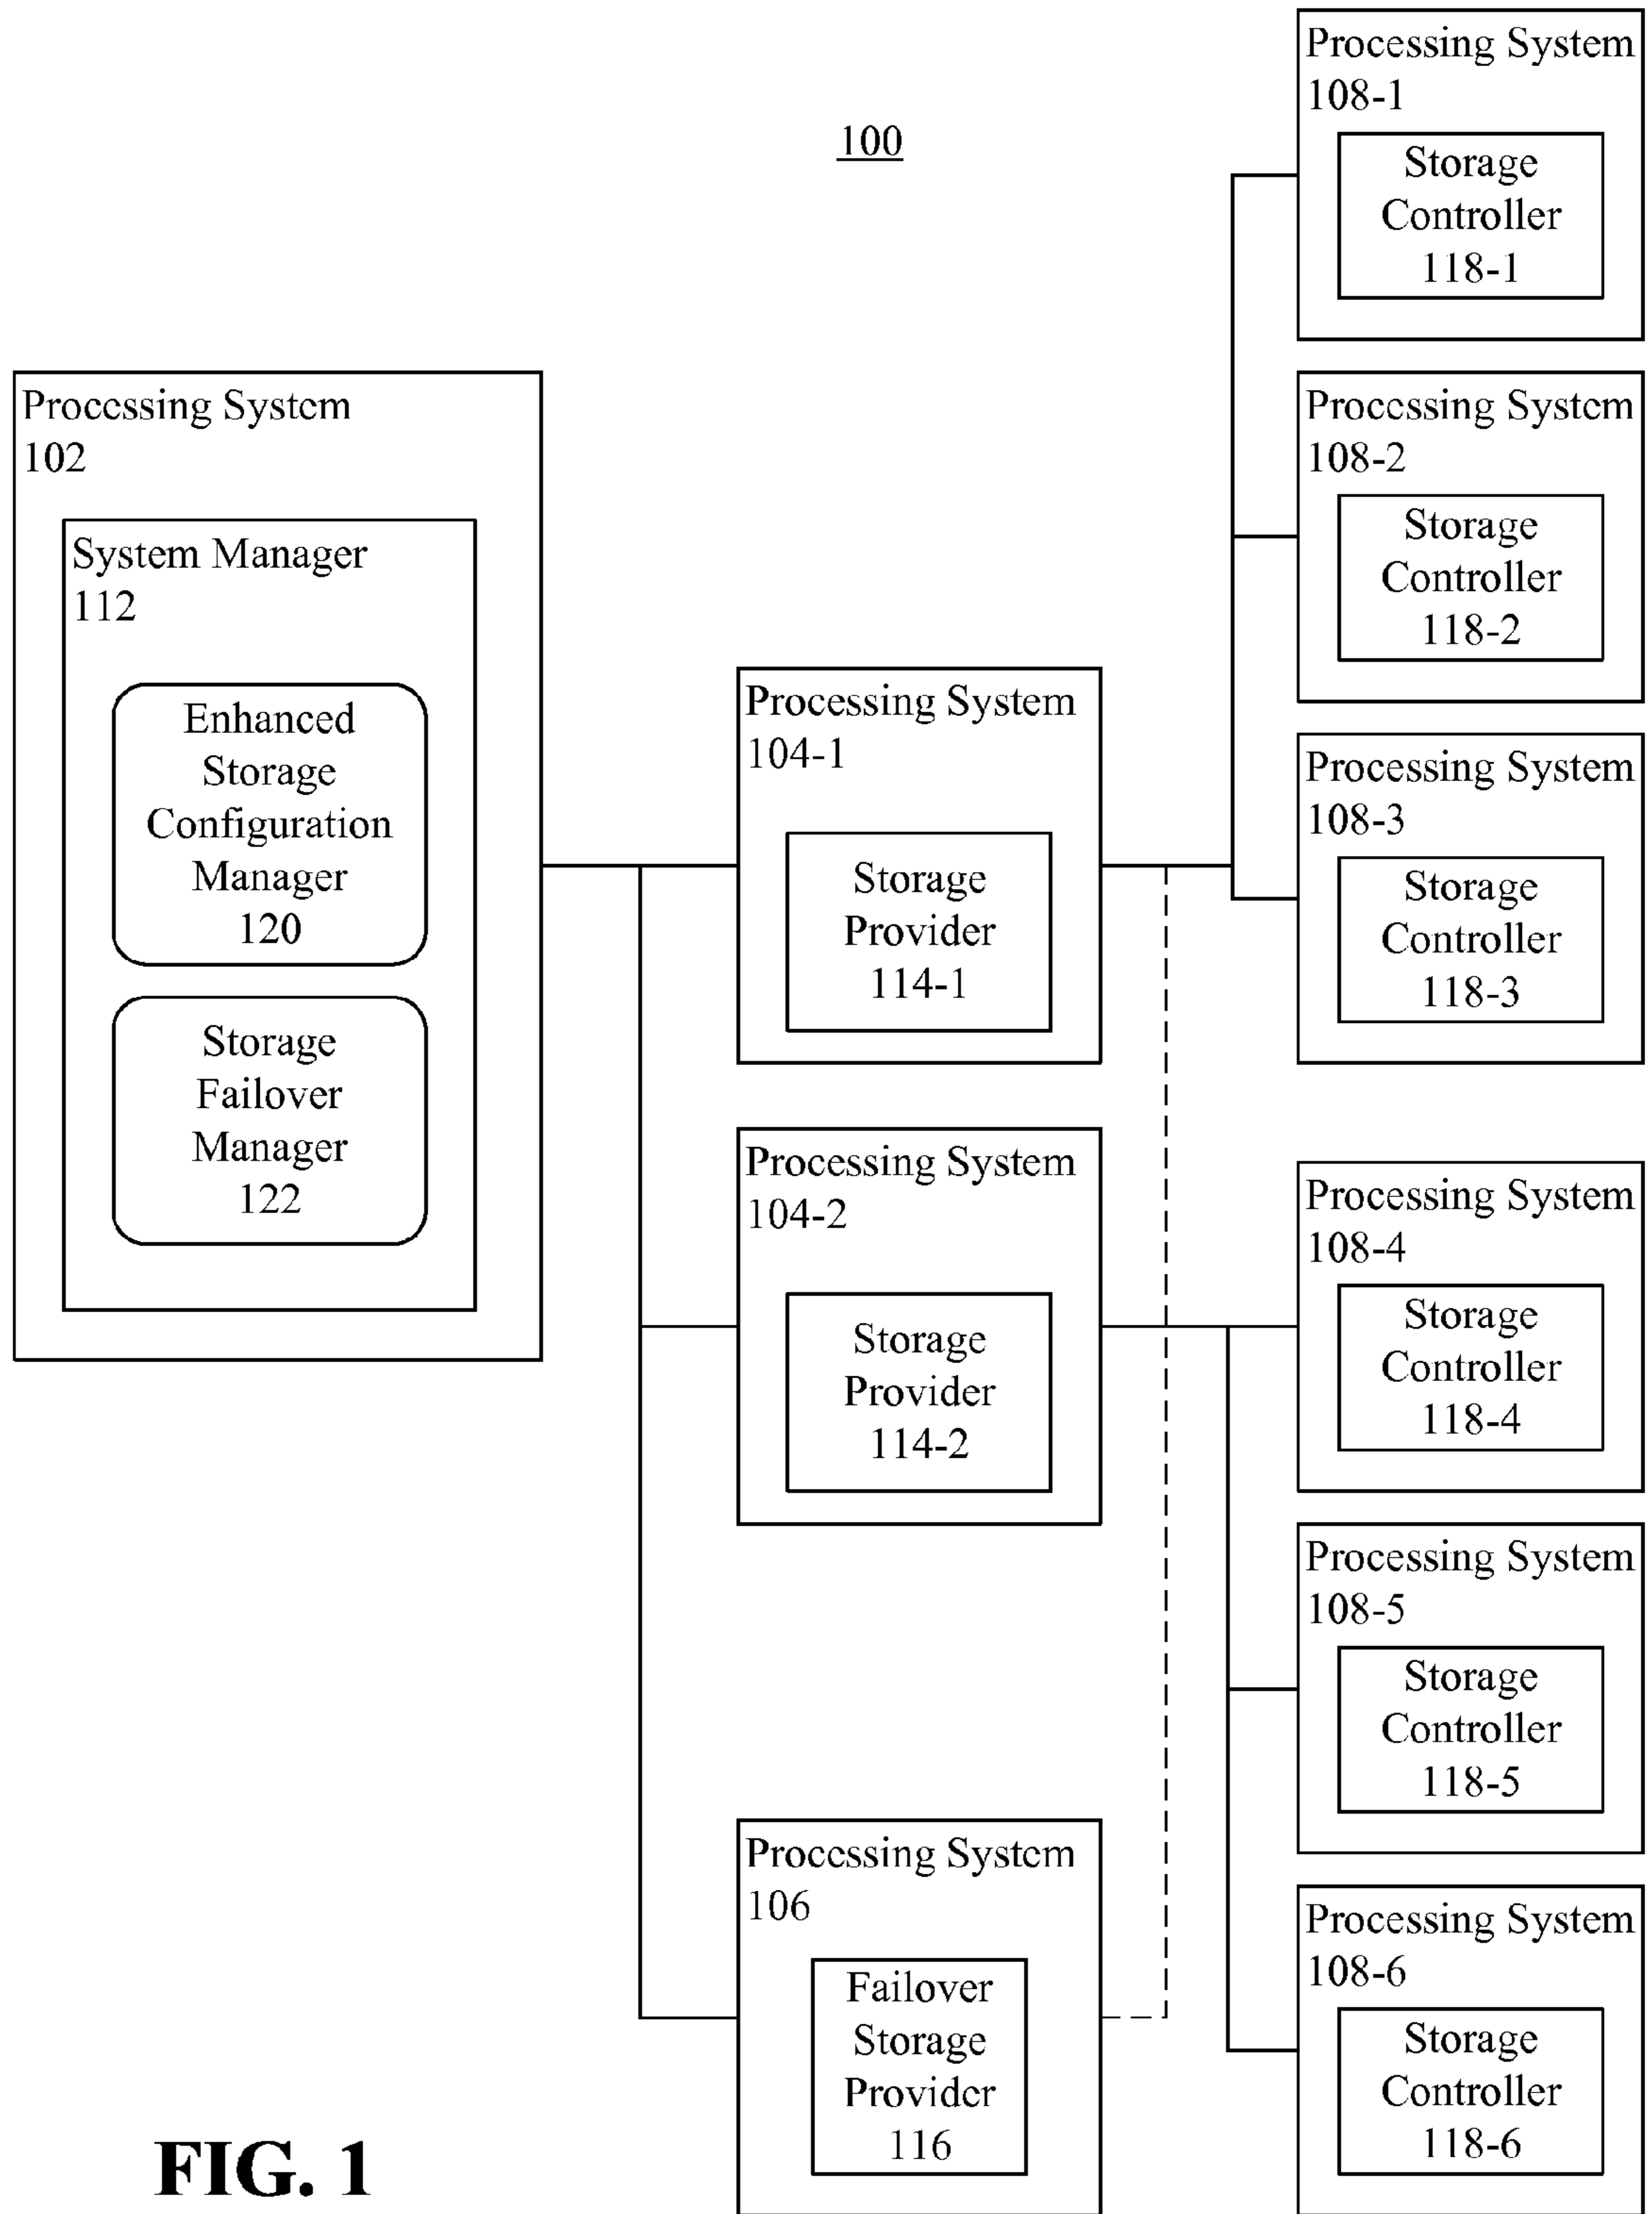 100
Processing System
102
System Manager
112
Enhanced
Storage
Configuration
Manager
120
Storage
Failover
Manager
122
Processing System
104-1
Storage
Provider
114-1
Processing System
104-2
Storage
Provider
114-2
Processing System
106
Failover
Storage
Provider
116
Processing System
108-1
Storage
Controller
118-1
Processing System
108-2
Storage
Controller
118-2
Processing System
108-3
Storage
Controller
118-3
Processing System
108-4
Storage
Controller
118-4
Processing System
108-5
Storage
Controller
118-5
Processing System
108-6
Storage
Controller
118-6
FIG. 1